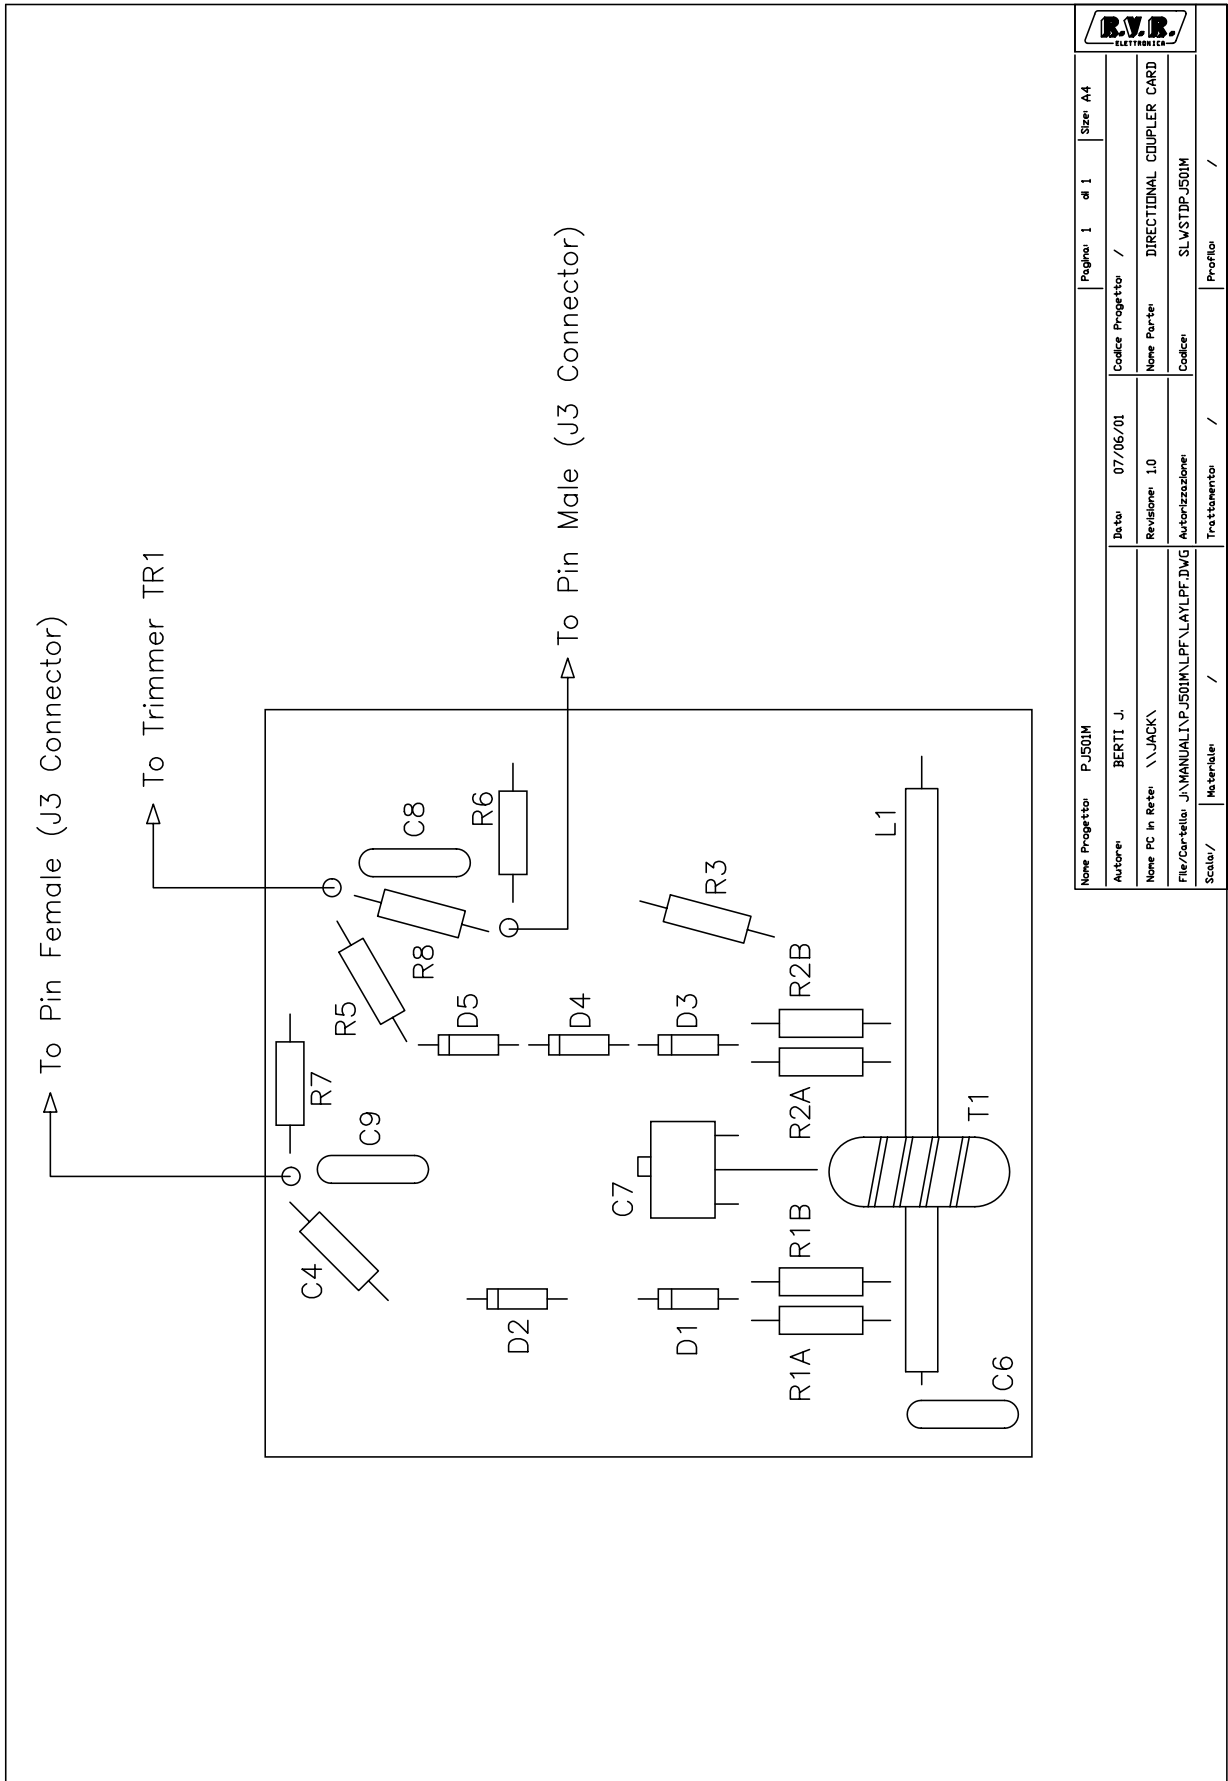 To Pin Female (J3 Connector)
To Trimmer TR1
To Pin Male (J3 Connector)
R7
R5
R8
C8
R6
C9
C4
D5
D4
D3
R3
D2
D1
C7
R2B
R2A
R1B
R1A
L1
T1
C6
R.V.R.
ELETTRONICA
Nome Progetto: PJ501M
Pagina: 1 di 1
Size: A4
Autore: BERTI J.
Data: 07/06/01
Codice Progetto: /
Nome PC in Rete: \\JACK\
Revisione: 1.0
Nome Parte: DIRECTIONAL COUPLER CARD
File/Cartella: J:\MANUALI\PJ501M\LPF\LAYLPF.DWG
Autorizzazione:
Codice: SLWSTDPJ501M
Scala: /
Materiale: /
Trattamento: /
Profilo: /